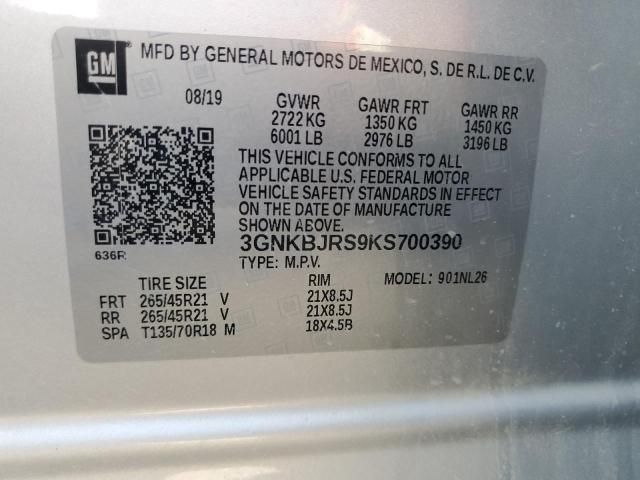 GM
MFD BY GENERAL MOTORS DE MEXICO, S. DE R.L. DE C.V.
08/19 GVWR GAWR FRT GAWR RR
2722 KG 1350 KG 1450 KG
6001 LB 2976 LB 3196 LB
THIS VEHICLE CONFORMS TO ALL
APPLICABLE U.S. FEDERAL MOTOR
VEHICLE SAFETY STANDARDS IN EFFECT
ON THE DATE OF MANUFACTURE
SHOWN ABOVE.
3GNKBJRS9KS700390
636R
TYPE: M.P.V. MODEL: 901NL26
TIRE SIZE RIM
FRT 265/45R21 V 21X8.5J
RR 265/45R21 V 21X8.5J
SPA T135/70R18 M 18X4.5B